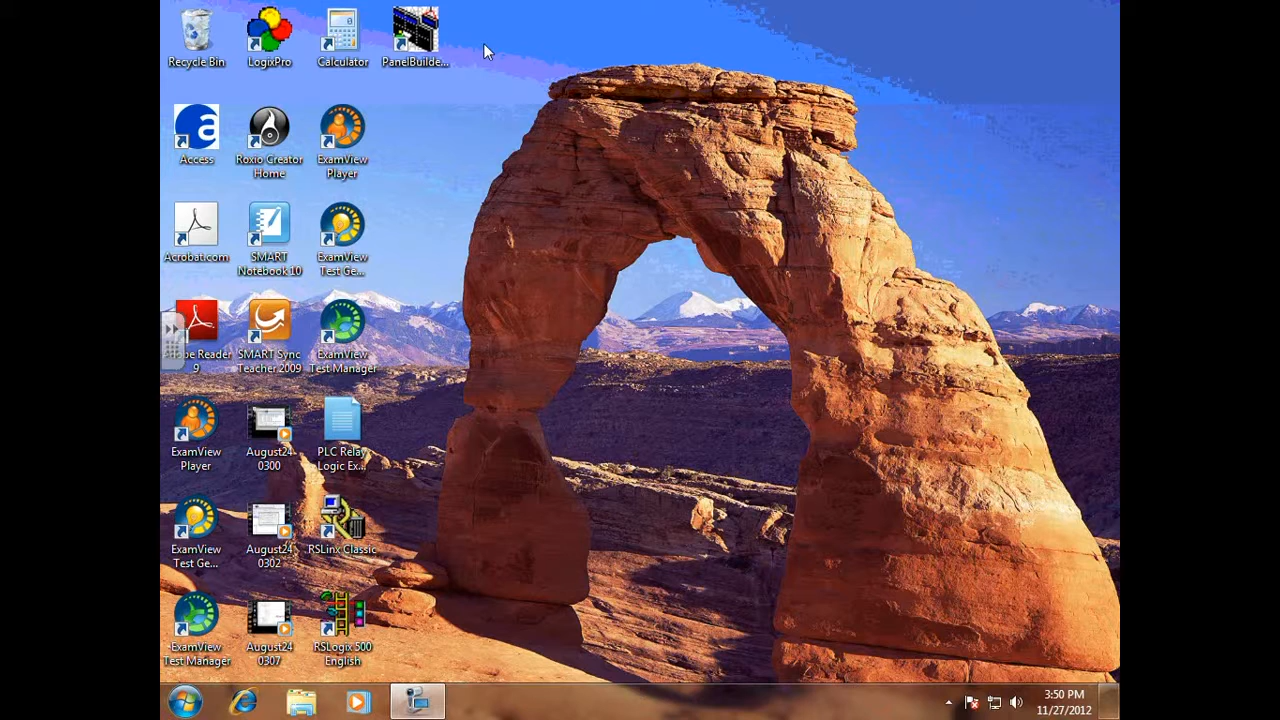 Recycle Bin
LogixPro
Calculator
PanelBuilde...
Access
Roxio Creator
Home
ExamView
Player
Acrobat.com
SMART
Notebook 10
ExamView
Test Ge...
Adobe Reader
9
SMART Sync
Teacher 2009
ExamView
Test Manager
ExamView
Player
August24
0300
PLC Relay
Logic Ex...
ExamView
Test Ge...
August24
0302
RSLinx Classic
ExamView
Test Manager
August24
0307
RSLogix 500
English
3:50 PM
11/27/2012